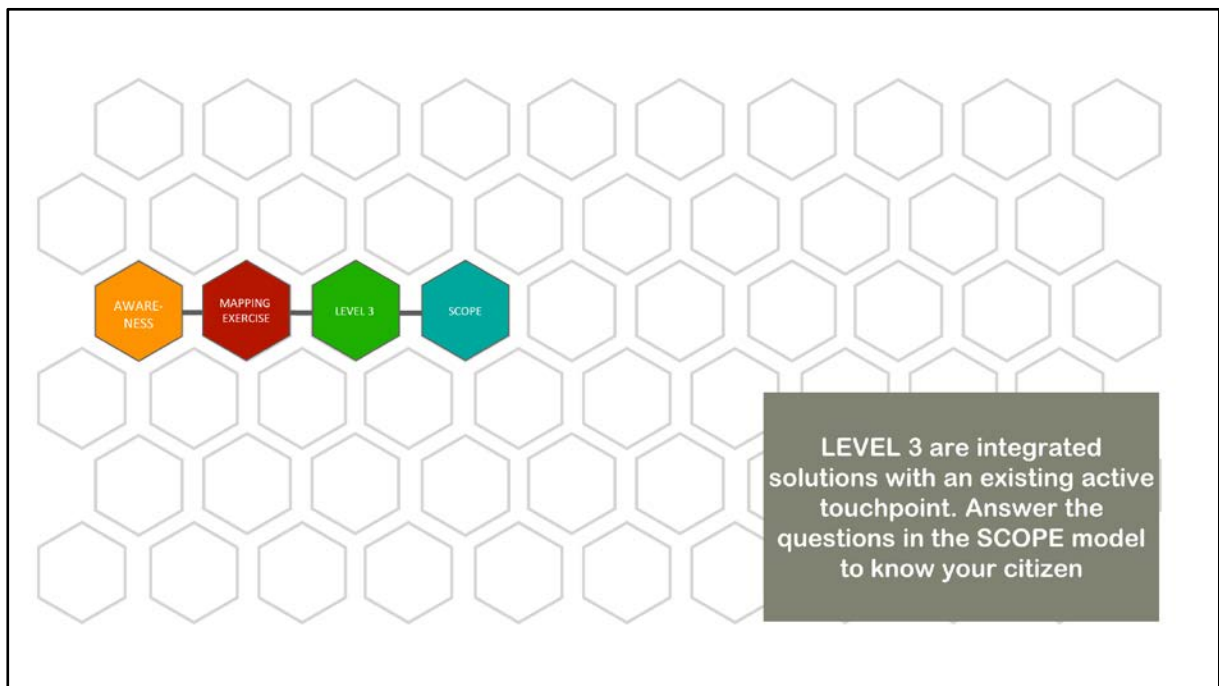 AWARE-
NESS
MAPPING
EXERCISE
LEVEL 3
SCOPE
LEVEL 3 are integrated
solutions with an existing active
touchpoint. Answer the
questions in the SCOPE model
to know your citizen